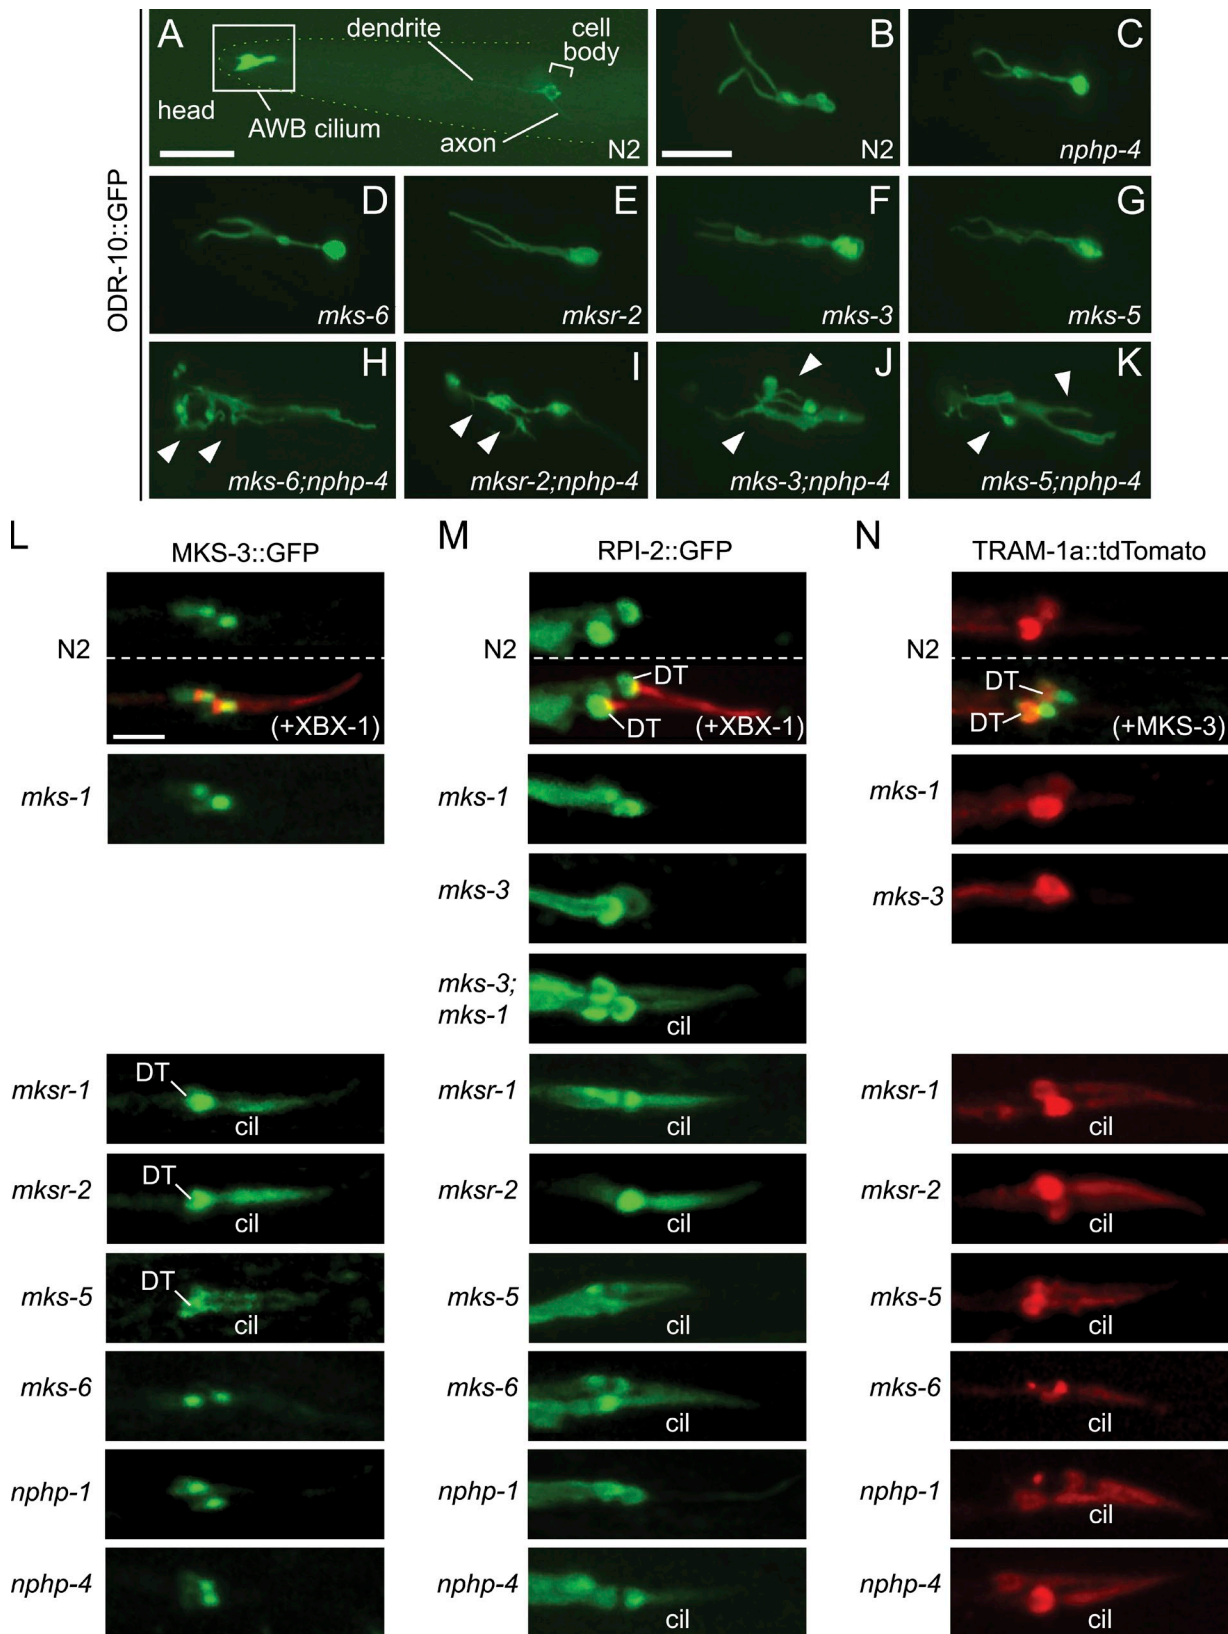 A
dendrite
cell
body
head
AWB cilium
axon
N2
B
N2
C
nphp-4
ODR-10::GFP
D
mks-6
E
mksr-2
F
mks-3
G
mks-5
H
mks-6;nphp-4
I
mksr-2;nphp-4
J
mks-3;nphp-4
K
mks-5;nphp-4
L
MKS-3::GFP
N2
(+XBX-1)
mks-1
mksr-1
DT
cil
mksr-2
DT
cil
mks-5
DT
cil
mks-6
nphp-1
nphp-4
M
RPI-2::GFP
N2
DT
DT
(+XBX-1)
mks-1
mks-3
mks-3;
mks-1
cil
mksr-1
cil
mksr-2
cil
mks-5
cil
mks-6
cil
nphp-1
nphp-4
cil
N
TRAM-1a::tdTomato
N2
DT
DT
(+MKS-3)
mks-1
mks-3
mksr-1
cil
mksr-2
cil
mks-5
cil
mks-6
cil
nphp-1
cil
nphp-4
cil